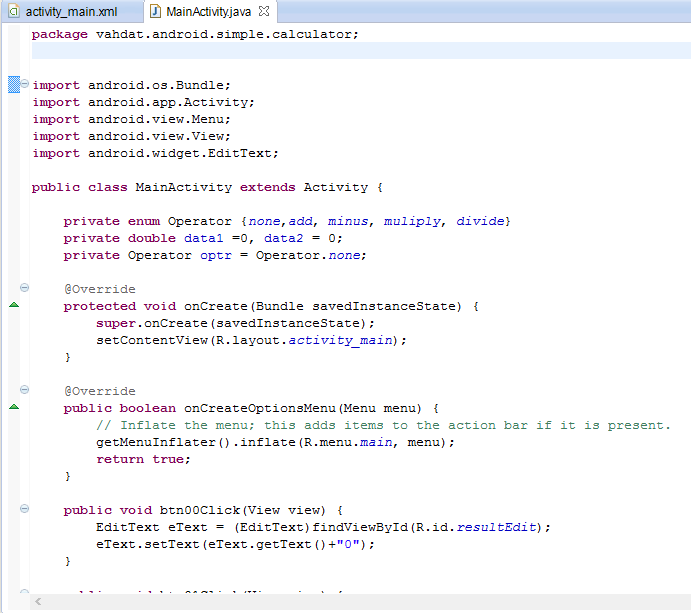 activity_main.xml
MainActivity.java
package vahdat.android.simple.calculator;
import android.os.Bundle;
import android.app.Activity;
import android.view.Menu;
import android.view.View;
import android.widget.EditText;
public class MainActivity extends Activity {
private enum Operator {none,add, minus, muliply, divide}
private double data1 =0, data2 = 0;
private Operator optr = Operator.none;
@Override
protected void onCreate(Bundle savedInstanceState) {
super.onCreate(savedInstanceState);
setContentView(R.layout.activity_main);
}
@Override
public boolean onCreateOptionsMenu(Menu menu) {
// Inflate the menu; this adds items to the action bar if it is present.
getMenuInflater().inflate(R.menu.main, menu);
return true;
}
public void btn00Click(View view) {
EditText eText = (EditText)findViewById(R.id.resultEdit);
eText.setText(eText.getText()+"0");
}